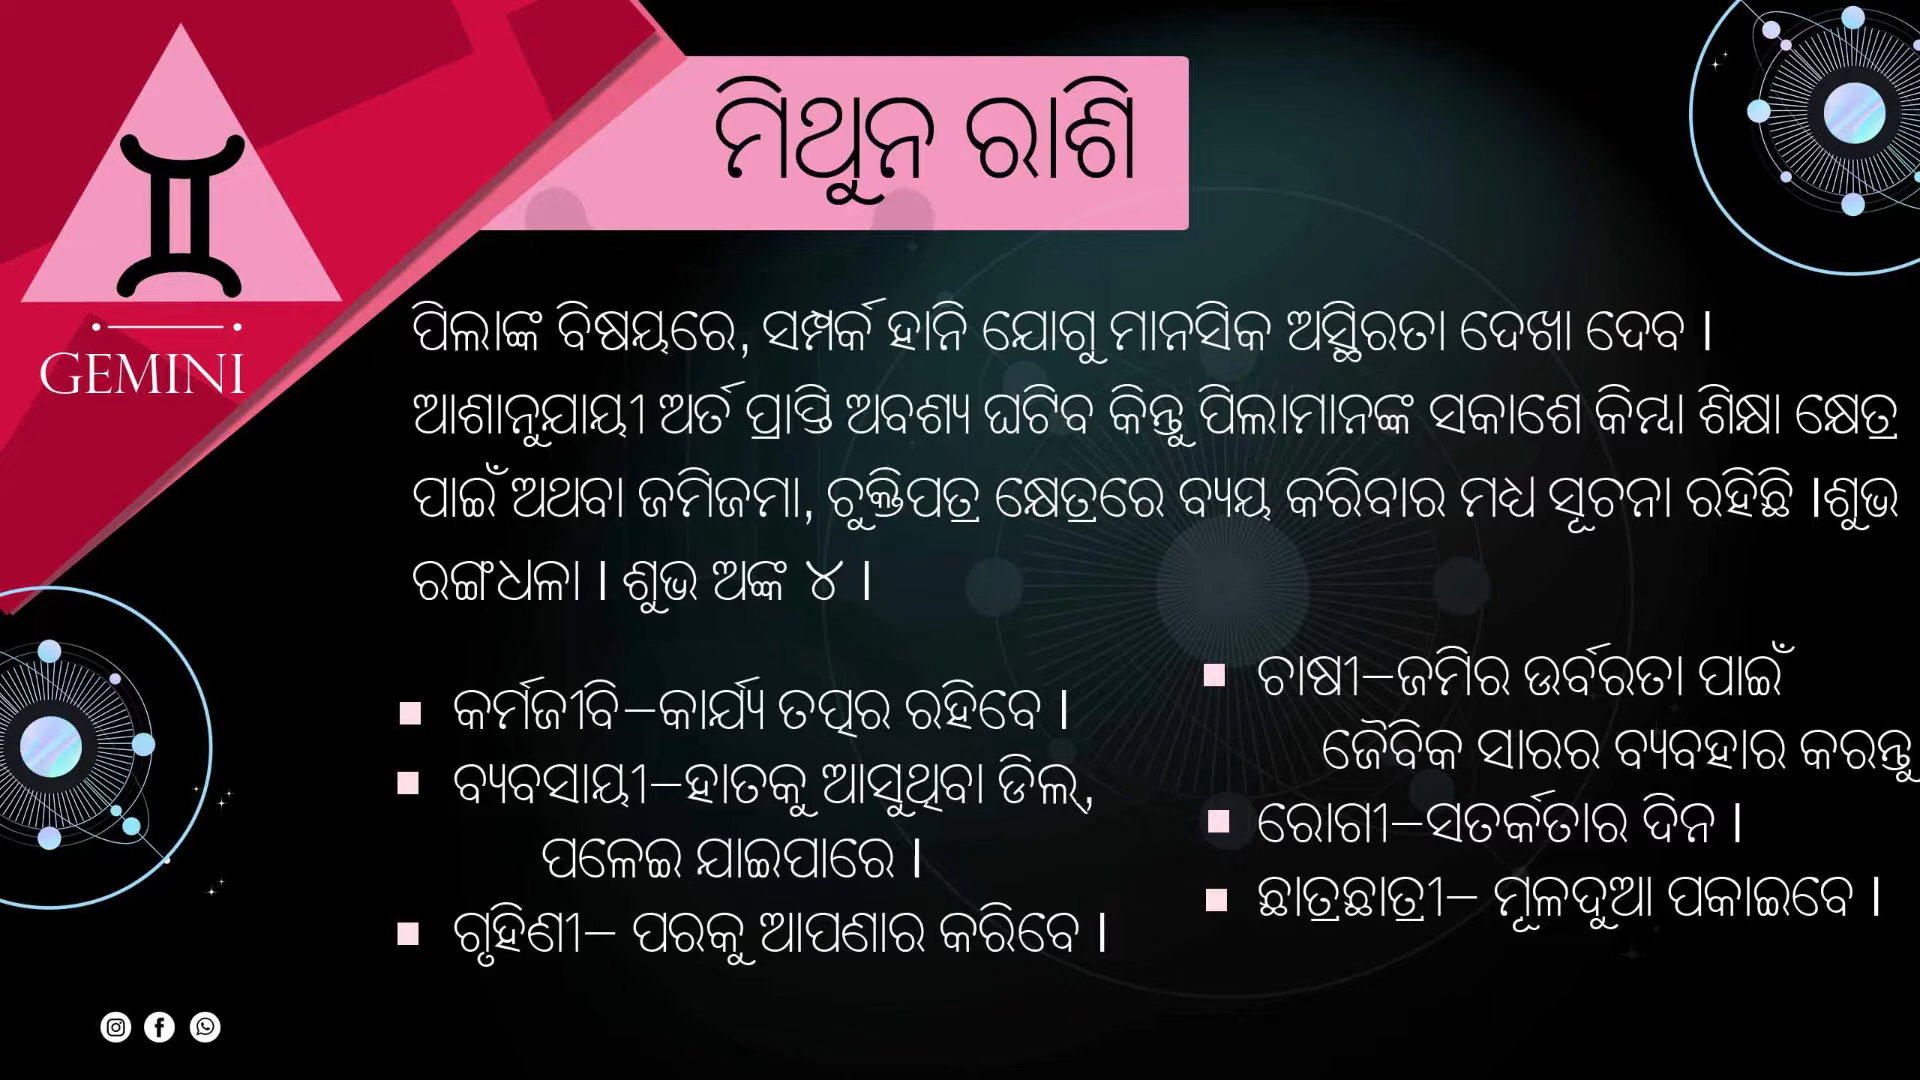 ମିଥୁନ ରାଶି
GEMINI
ପିଲାଙ୍କ ବିଷୟରେ, ସମ୍ପର୍କ ହାନି ଯୋଗୁ ମାନସିକ ଅସ୍ଥିରତା ଦେଖା ଦେବ ।
ଆଶାନୁଯାୟୀ ଅର୍ତ ପ୍ରାପ୍ତି ଅବଶ୍ୟ ଘଟିବ କିନ୍ତୁ ପିଲାମାନଙ୍କ ସକାଶେ କିମ୍ବା ଶିକ୍ଷା କ୍ଷେତ୍ର
ପାଇଁ ଅଥବା ଜମିଜମା, ଚୁକ୍ତିପତ୍ର କ୍ଷେତ୍ରରେ ବ୍ୟୟ କରିବାର ମଧ୍ୟ ସୂଚନା ରହିଛି ।ଶୁଭ
ରଙ୍ଗଧଳା । ଶୁଭ ଅଙ୍କ ୪ ।
କର୍ମଜୀବି–କାର୍ଯ୍ୟ ତତ୍ପର ରହିବେ ।
ବ୍ୟବସାୟୀ–ହାତକୁ ଆସୁଥିବା ଡିଲ୍,
ପଳେଇ ଯାଇପାରେ ।
ଗୃହିଣୀ– ପରକୁ ଆପଣାର କରିବେ ।
ଚାଷୀ–ଜମିର ଉର୍ବରତା ପାଇଁ
ଜୈବିକ ସାରର ବ୍ୟବହାର କରନ୍ତୁ
ରୋଗୀ–ସତର୍କତାର ଦିନ ।
ଛାତ୍ରଛାତ୍ରୀ– ମୂଳଦୁଆ ପକାଇବେ ।